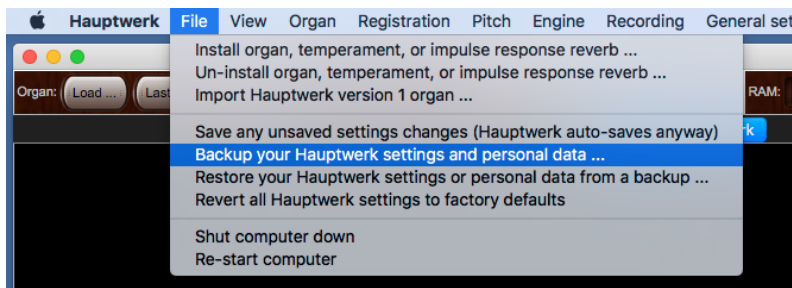 Hauptwerk File View Organ Registration Pitch Engine Recording General set
Install organ, temperament, or impulse response reverb ...
Un-install organ, temperament, or impulse response reverb ...
Import Hauptwerk version 1 organ ...
Organ: Load ... Last RAM:
Save any unsaved settings changes (Hauptwerk auto-saves anyway)
Backup your Hauptwerk settings and personal data ...
Restore your Hauptwerk settings or personal data from a backup ...
Revert all Hauptwerk settings to factory defaults
Shut computer down
Re-start computer